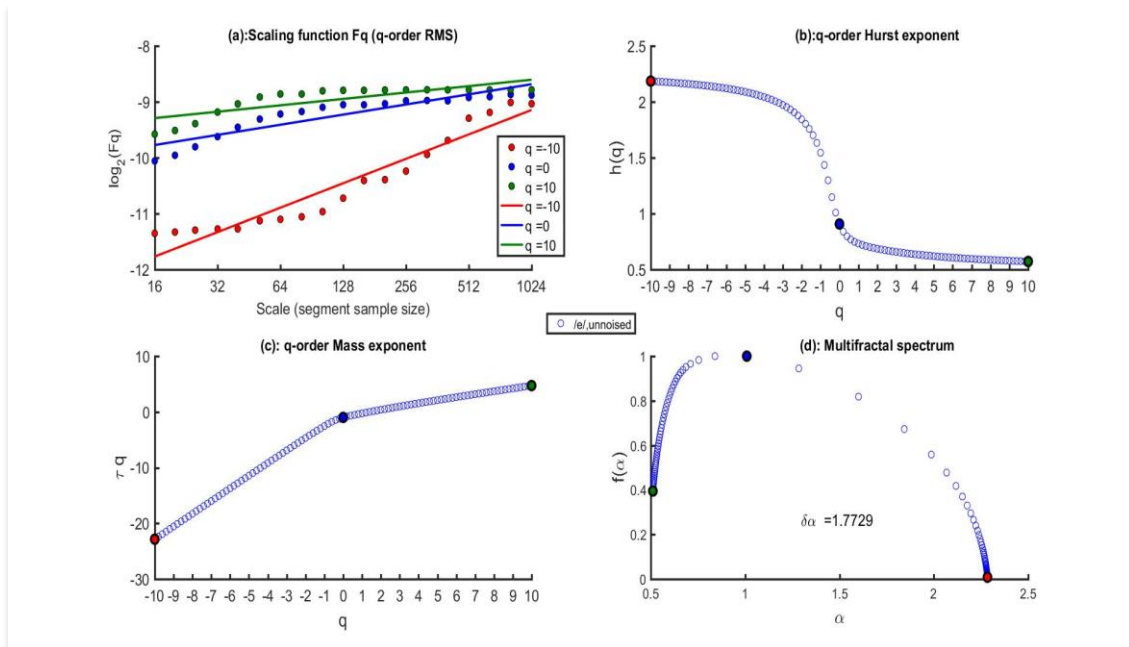 (a):Scaling function Fq (q-order RMS)
-8
-9
-10
-11
-12
log2(Fq)
16 32 64 128 256 512 1024
Scale (segment sample size)
q =-10
q =0
q =10
q =-10
q =0
q =10
(b):q-order Hurst exponent
2.5
2
1.5
1
0.5
h(q)
-10 -9 -8 -7 -6 -5 -4 -3 -2 -1 0 1 2 3 4 5 6 7 8 9 10
q
/e/,unnoised
(c): q-order Mass exponent
10
0
-10
-20
-30
τ q
-10 -9 -8 -7 -6 -5 -4 -3 -2 -1 0 1 2 3 4 5 6 7 8 9 10
q
(d): Multifractal spectrum
1
0.8
0.6
0.4
0.2
0
f(α)
δα =1.7729
0.5 1 1.5 2 2.5
α